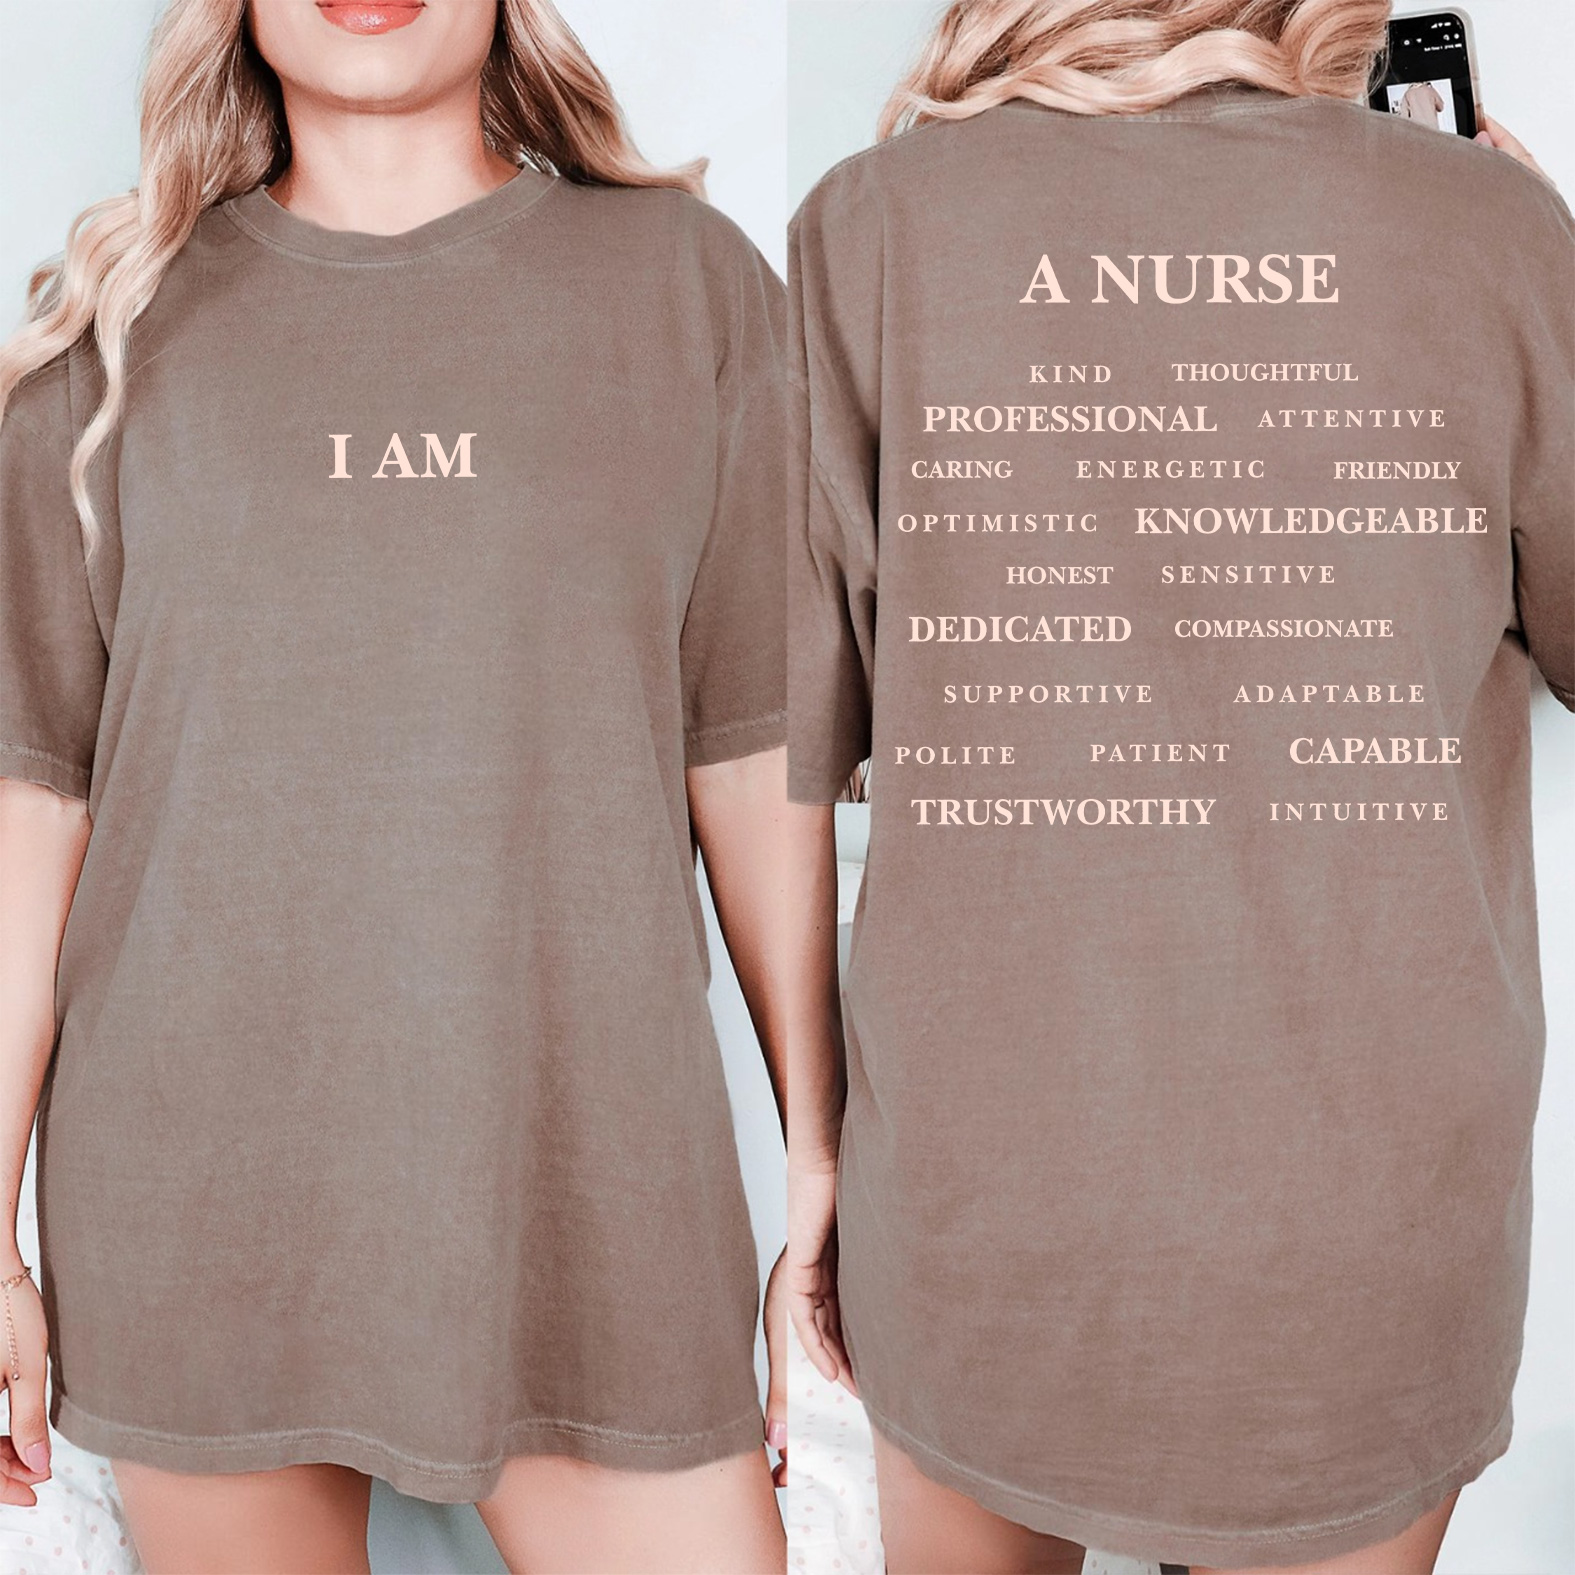 I AM
A NURSE
KIND THOUGHTFUL
PROFESSIONAL ATTENTIVE
CARING ENERGETIC FRIENDLY
OPTIMISTIC KNOWLEDGEABLE
HONEST SENSITIVE
DEDICATED COMPASSIONATE
SUPPORTIVE ADAPTABLE
POLITE PATIENT CAPABLE
TRUSTWORTHY INTUITIVE